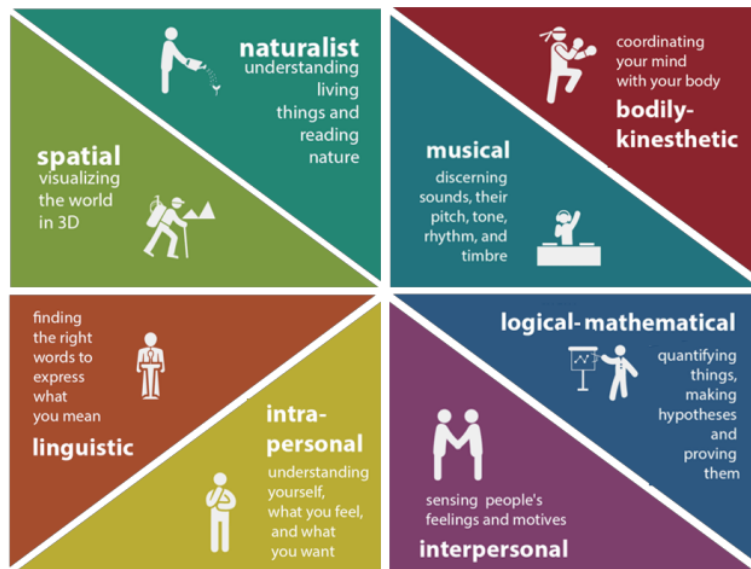 naturalist
understanding
living
things and
reading
nature
spatial
visualizing
the world
in 3D
coordinating
your mind
with your body
bodily-
kinesthetic
musical
discerning
sounds, their
pitch, tone,
rhythm, and
timbre
finding
the right
words to
express
what
you mean
linguistic
intra-
personal
understanding
yourself,
what you feel,
and what
you want
logical-mathematical
quantifying
things,
making
hypotheses
and
proving
them
sensing people's
feelings and motives
interpersonal